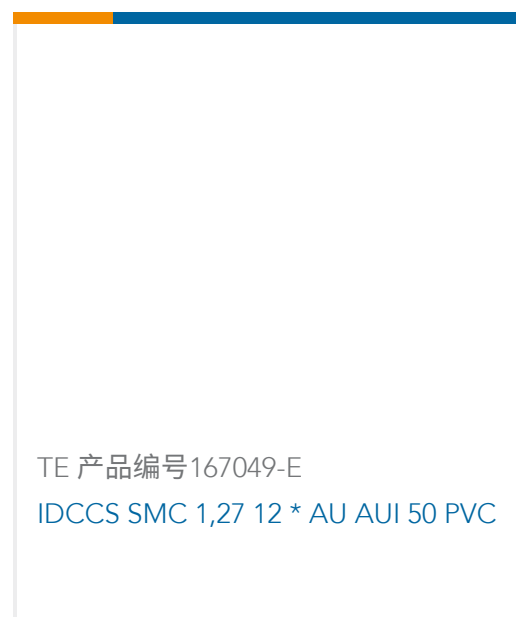 TE 产品编号167049-E
IDCCS SMC 1,27 12 * AU AUI 50 PVC